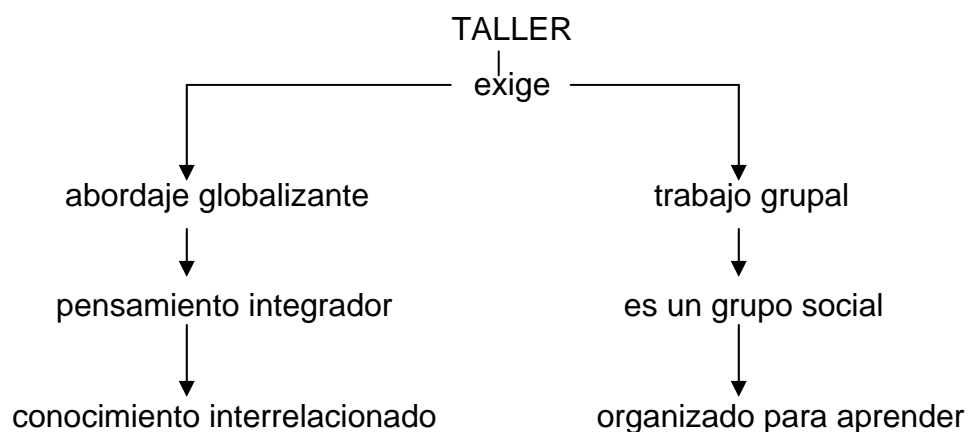 TALLER
exige
abordaje globalizante
trabajo grupal
pensamiento integrador
es un grupo social
conocimiento interrelacionado
organizado para aprender